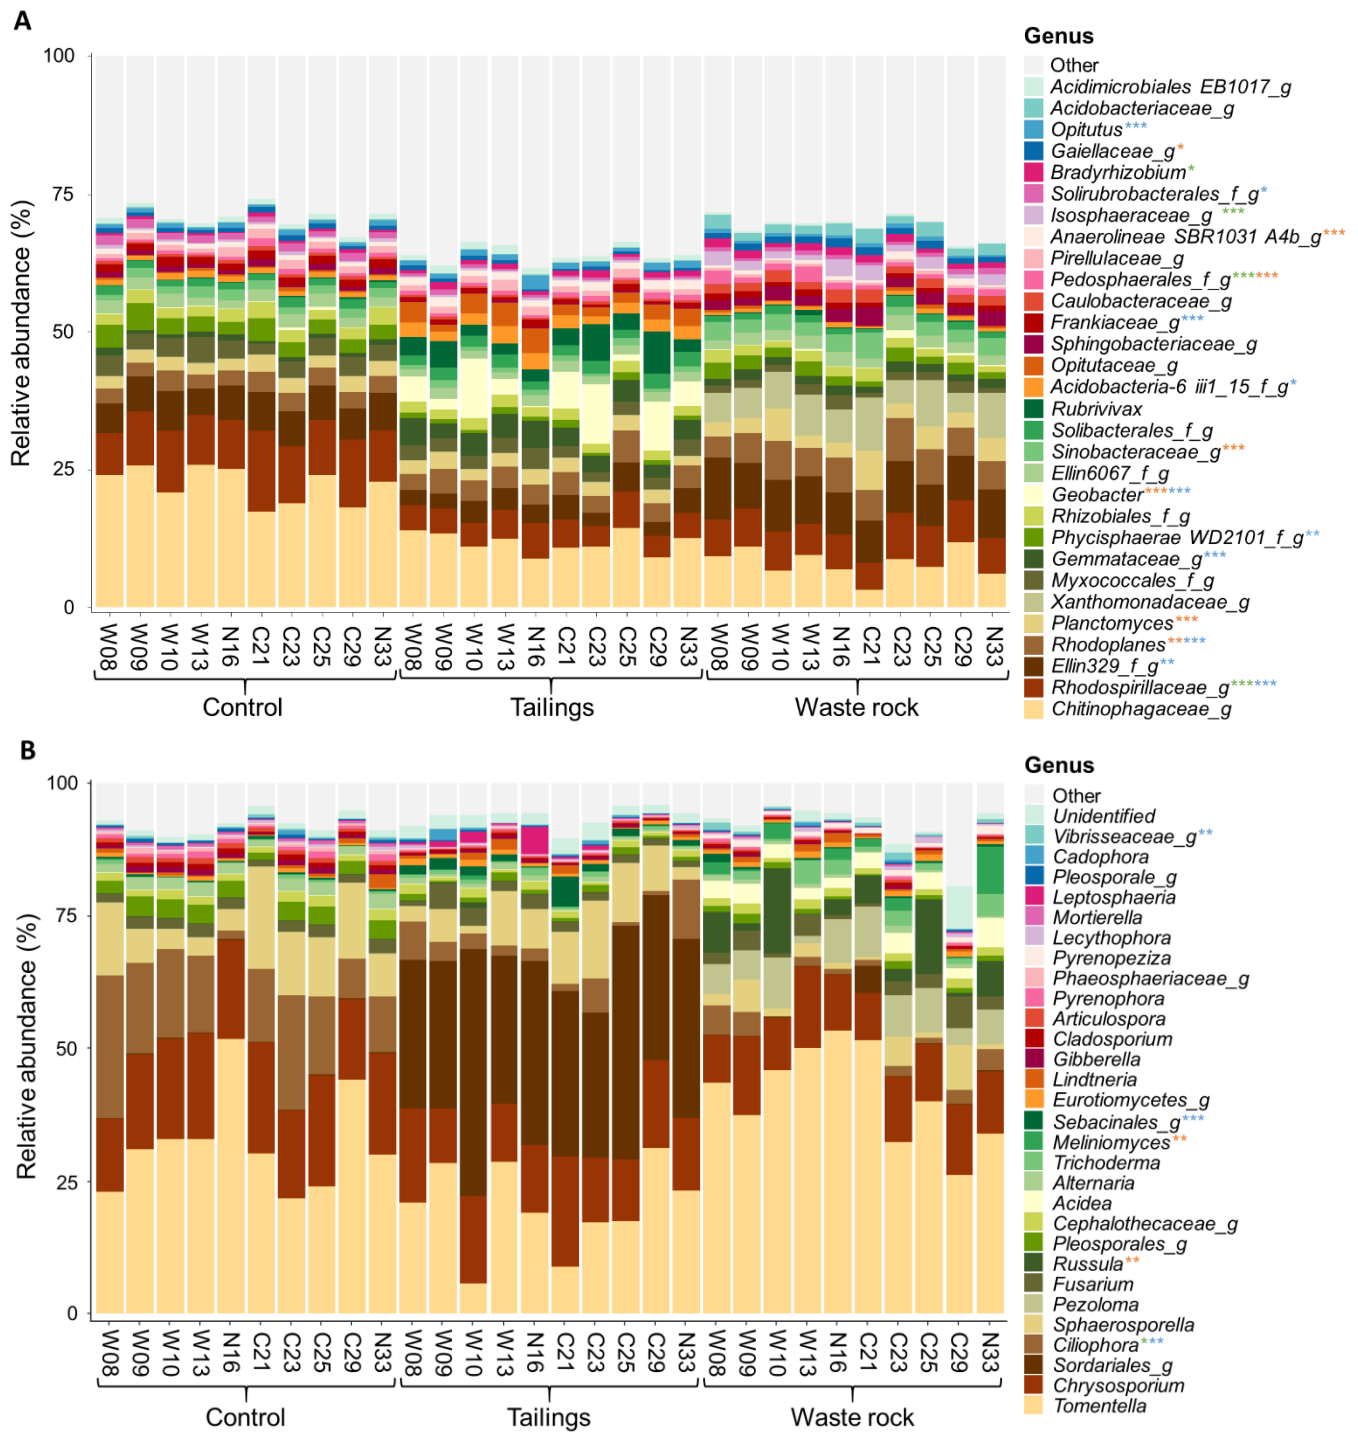 A
Genus
100
75
50
25
0
Relative abundance (%)
Other
Acidimicrobiales EB1017_g
Acidobacteriaceae_g
Opitutus***
Gaiellaceae_g*
Bradyrhizobium*
Solirubrobacterales_f_g*
Isosphaeraceae_g ***
Anaerolineae SBR1031 A4b_g***
Pirellulaceae_g
Pedosphaerales_f_g******
Caulobacteraceae_g
Frankiaceae_g***
Sphingobacteriaceae_g
Opitutaceae_g
Acidobacteria-6 iii1_15_f_g*
Rubrivivax
Solibacterales_f_g
Sinobacteraceae_g***
Ellin6067_f_g
Geobacter******
Rhizobiales_f_g
Phycisphaerae WD2101_f_g**
Gemmataceae_g***
Myxococcales_f_g
Xanthomonadaceae_g
Planctomyces***
Rhodoplanes*****
Ellin329_f_g**
Rhodospirillaceae_g******
Chitinophagaceae_g
W08 W09 W10 W13 N16 C21 C23 C25 C29 N33 W08 W09 W10 W13 N16 C21 C23 C25 C29 N33 W08 W09 W10 W13 N16 C21 C23 C25 C29 N33
Control Tailings Waste rock
B
Genus
100
75
50
25
0
Relative abundance (%)
Other
Unidentified
Vibrisseaceae_g**
Cadophora
Pleosporale_g
Leptosphaeria
Mortierella
Lecythophora
Pyrenopeziza
Phaeosphaeriaceae_g
Pyrenophora
Articulospora
Cladosporium
Gibberella
Lindtneria
Eurotiomycetes_g
Sebacinales_g***
Meliniomyces**
Trichoderma
Alternaria
Acidea
Cephalothecaceae_g
Pleosporales_g
Russula**
Fusarium
Pezoloma
Sphaerosporella
Ciliophora***
Sordariales_g
Chrysosporium
Tomentella
W08 W09 W10 W13 N16 C21 C23 C25 C29 N33 W08 W09 W10 W13 N16 C21 C23 C25 C29 N33 W08 W09 W10 W13 N16 C21 C23 C25 C29 N33
Control Tailings Waste rock